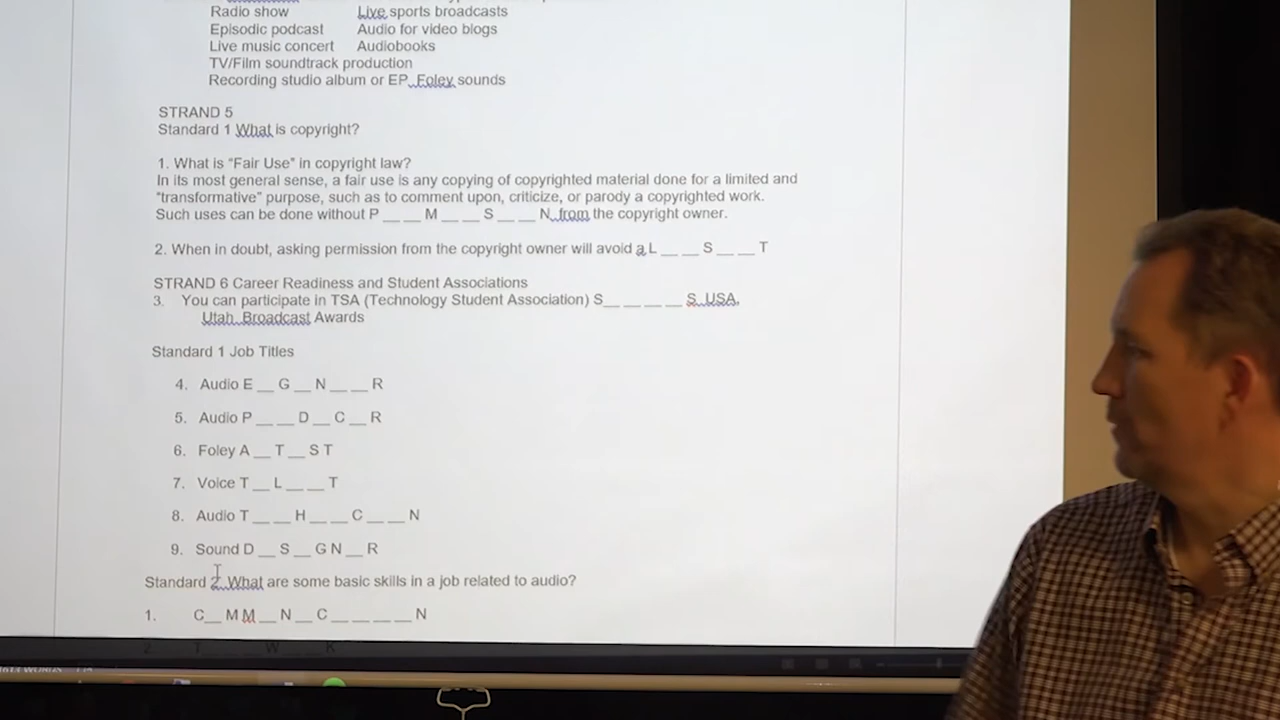 Radio show Live sports broadcasts
Episodic podcast Audio for video blogs
Live music concert Audiobooks
TV/Film soundtrack production
Recording studio album or EP Foley sounds
STRAND 5
Standard 1 What is copyright?
1. What is "Fair Use" in copyright law?
In its most general sense, a fair use is any copying of copyrighted material done for a limited and
"transformative" purpose, such as to comment upon, criticize, or parody a copyrighted work.
Such uses can be done without P __ __ M __ __ S __ __ N from the copyright owner.
2. When in doubt, asking permission from the copyright owner will avoid a L __ __ S __ __ T
STRAND 6 Career Readiness and Student Associations
3. You can participate in TSA (Technology Student Association) S__ __ __ __ S USA,
Utah Broadcast Awards
Standard 1 Job Titles
4. Audio E __ G __ N __ __ R
5. Audio P __ __ D __ C __ R
6. Foley A __ T __ S T
7. Voice T __ L __ __ T
8. Audio T __ __ H __ __ C __ __ N
9. Sound D __ S __ G N __ R
Standard 2 What are some basic skills in a job related to audio?
1. C__ M M __ N __ C __ __ __ __ N